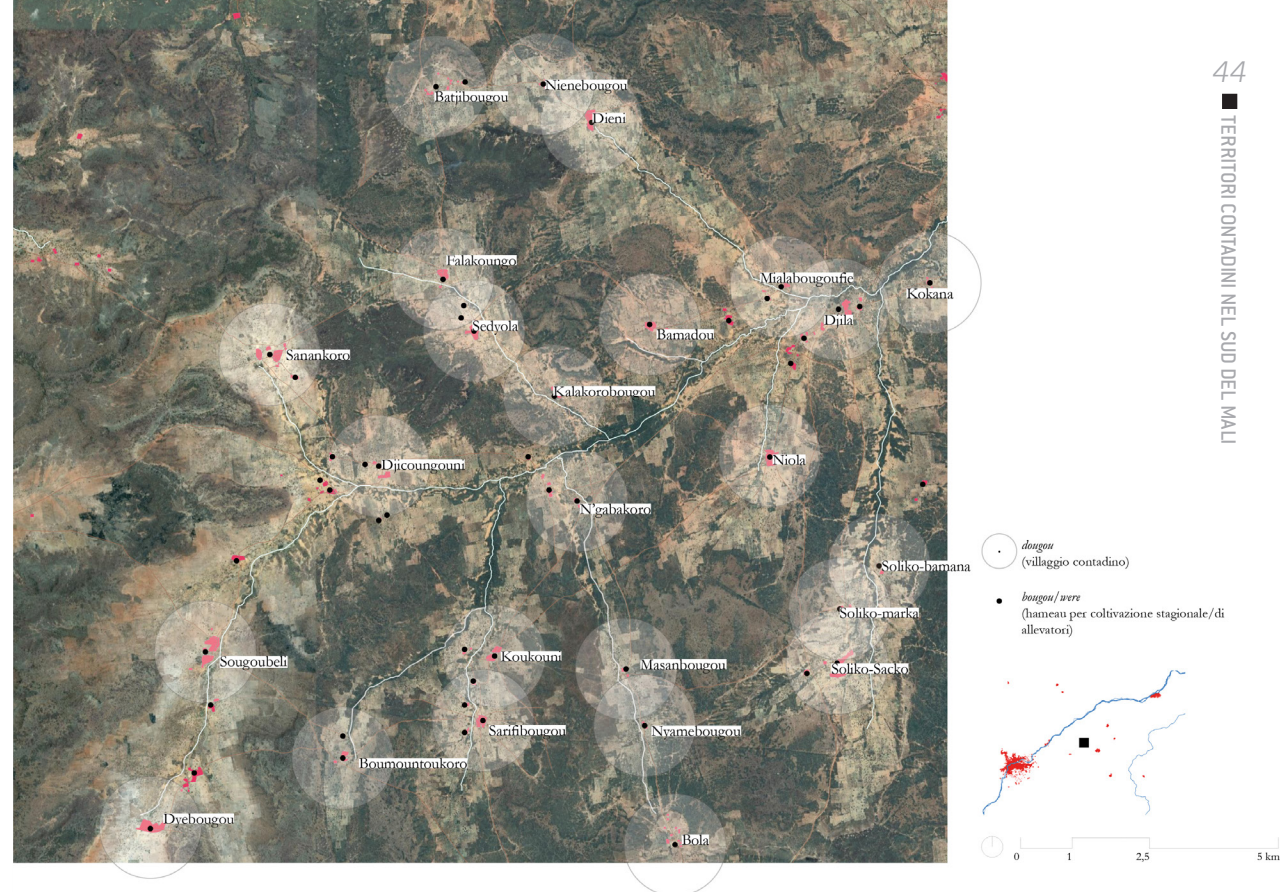 44
TERRITORI CONTADINI NEL SUD DEL MALI
Batjibougou
Nienebougou
Dieni
Falakoungo
Mialabougoufie
Kokana
Sedyola
Djila
Bamadou
Sanankoro
Kalakorobougou
Djicoungouni
Niola
N'gabakoro
Soliko-bamana
Soliko-marka
Sougoubeli
Koukouni
Masanbougou
Soliko-Sacko
Sarifibougou
Nyamebougou
Boumountoukoro
Dyebougou
Bola
dougou
(villaggio contadino)
bougou/were
(hameau per coltivazione stagionale/di
allevatori)
0 1 2,5 5 km